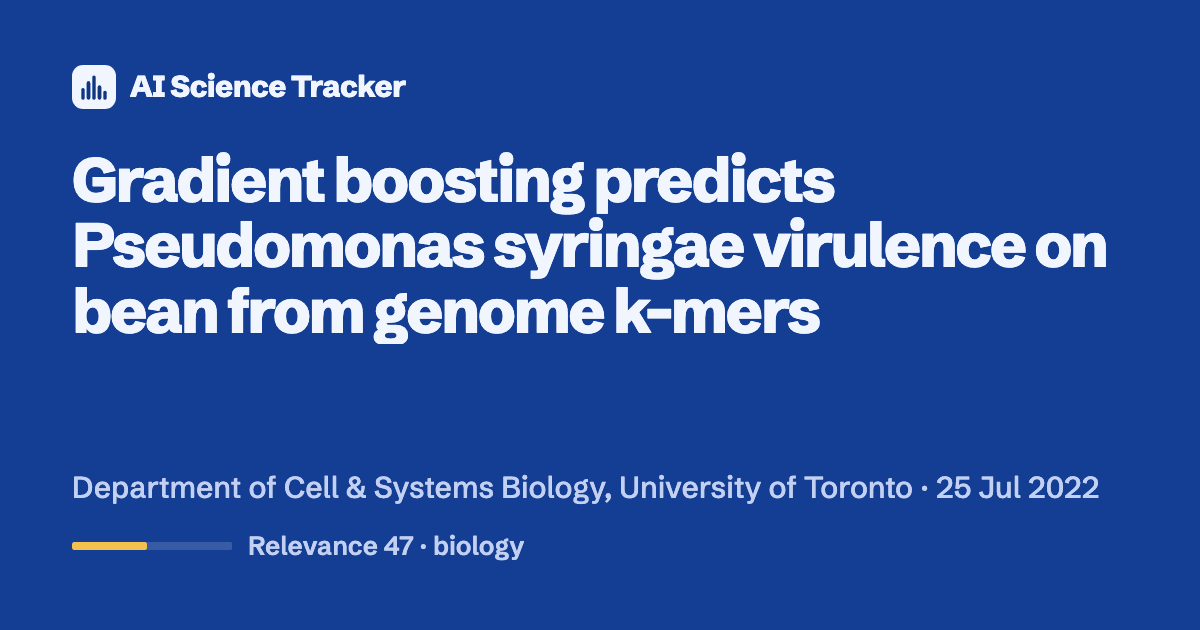 AI Science Tracker
Gradient boosting predicts
Pseudomonas syringae virulence on
bean from genome k-mers
Department of Cell & Systems Biology, University of Toronto · 25 Jul 2022
Relevance 47 · biology